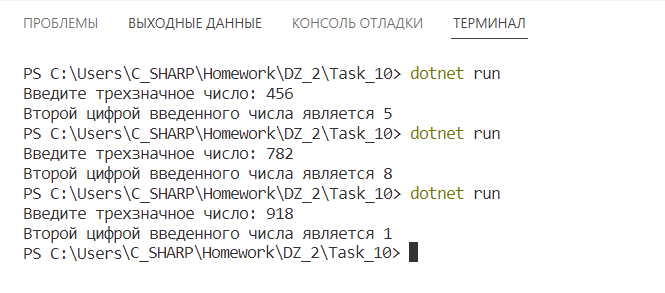 ПРОБЛЕМЫ ВЫХОДНЫЕ ДАННЫЕ КОНСОЛЬ ОТЛАДКИ ТЕРМИНАЛ
PS C:\Users\C_SHARP\Homework\DZ_2\Task_10> dotnet run
Введите трехзначное число: 456
Второй цифрой введенного числа является 5
PS C:\Users\C_SHARP\Homework\DZ_2\Task_10> dotnet run
Введите трехзначное число: 782
Второй цифрой введенного числа является 8
PS C:\Users\C_SHARP\Homework\DZ_2\Task_10> dotnet run
Введите трехзначное число: 918
Второй цифрой введенного числа является 1
PS C:\Users\C_SHARP\Homework\DZ_2\Task_10>